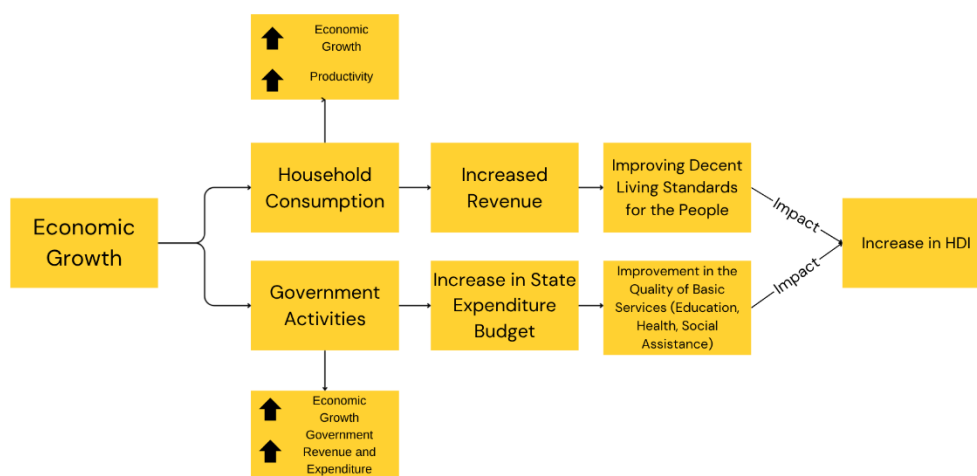 Economic
Growth
Productivity
Household
Consumption
Increased
Revenue
Improving Decent
Living Standards
for the People
Impact
Economic
Growth
Increase in HDI
Government
Activities
Increase in State
Expenditure
Budget
Improvement in the
Quality of Basic
Services (Education,
Health, Social
Assistance)
Impact
Economic
Growth
Government
Revenue and
Expenditure